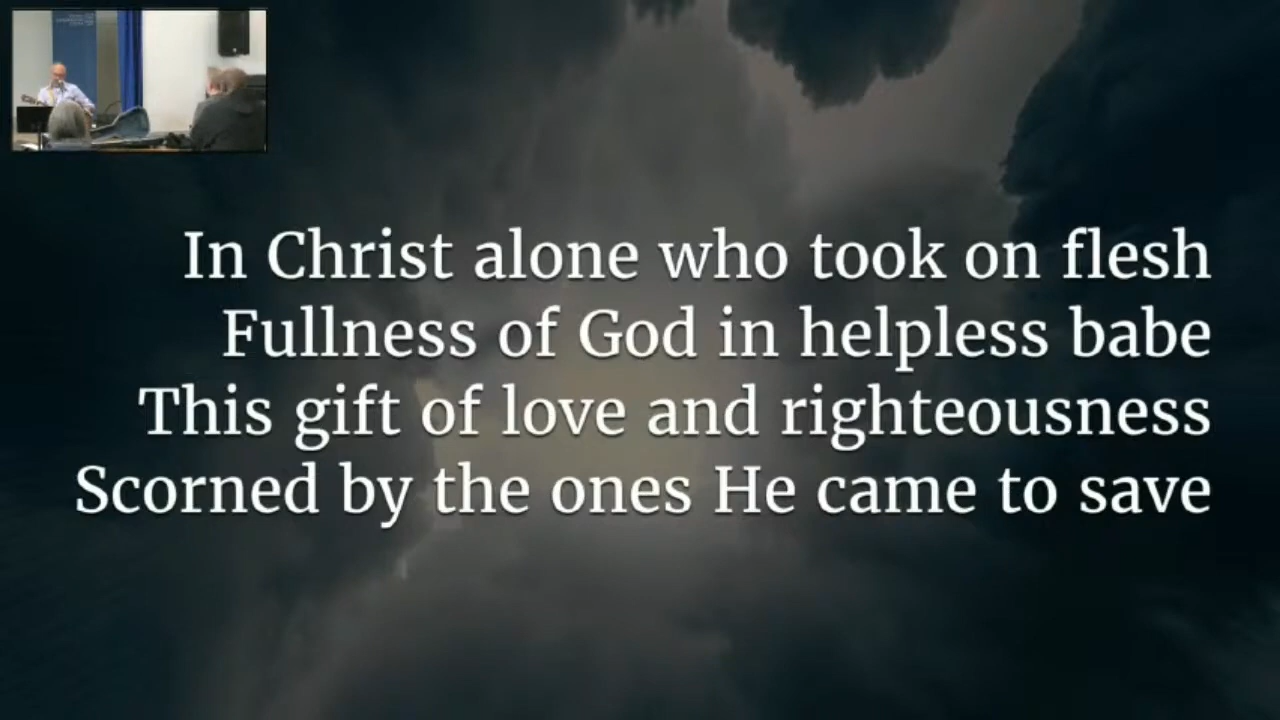 In Christ alone who took on flesh
Fullness of God in helpless babe
This gift of love and righteousness
Scorned by the ones He came to save